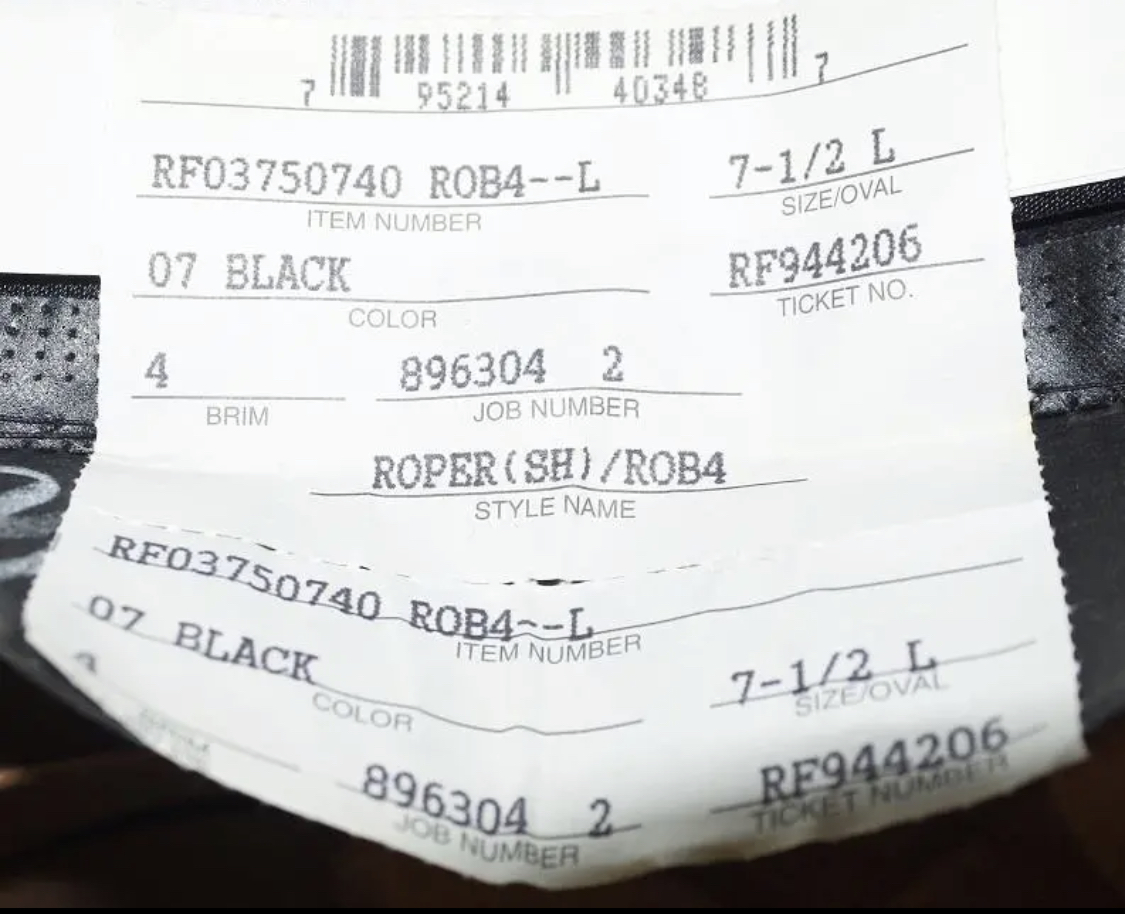 7 95214 40348 7
RF03750740 ROB4--L 7-1/2 L
ITEM NUMBER SIZE/OVAL
07 BLACK RF944206
COLOR TICKET NO.
4 896304 2
BRIM JOB NUMBER
ROPER(SH)/ROB4
STYLE NAME
RF03750740 ROB4--L
ITEM NUMBER
07 BLACK 7-1/2 L
COLOR SIZE/OVAL
4
BRIM
896304 2 RF944206
JOB NUMBER TICKET NUMBER